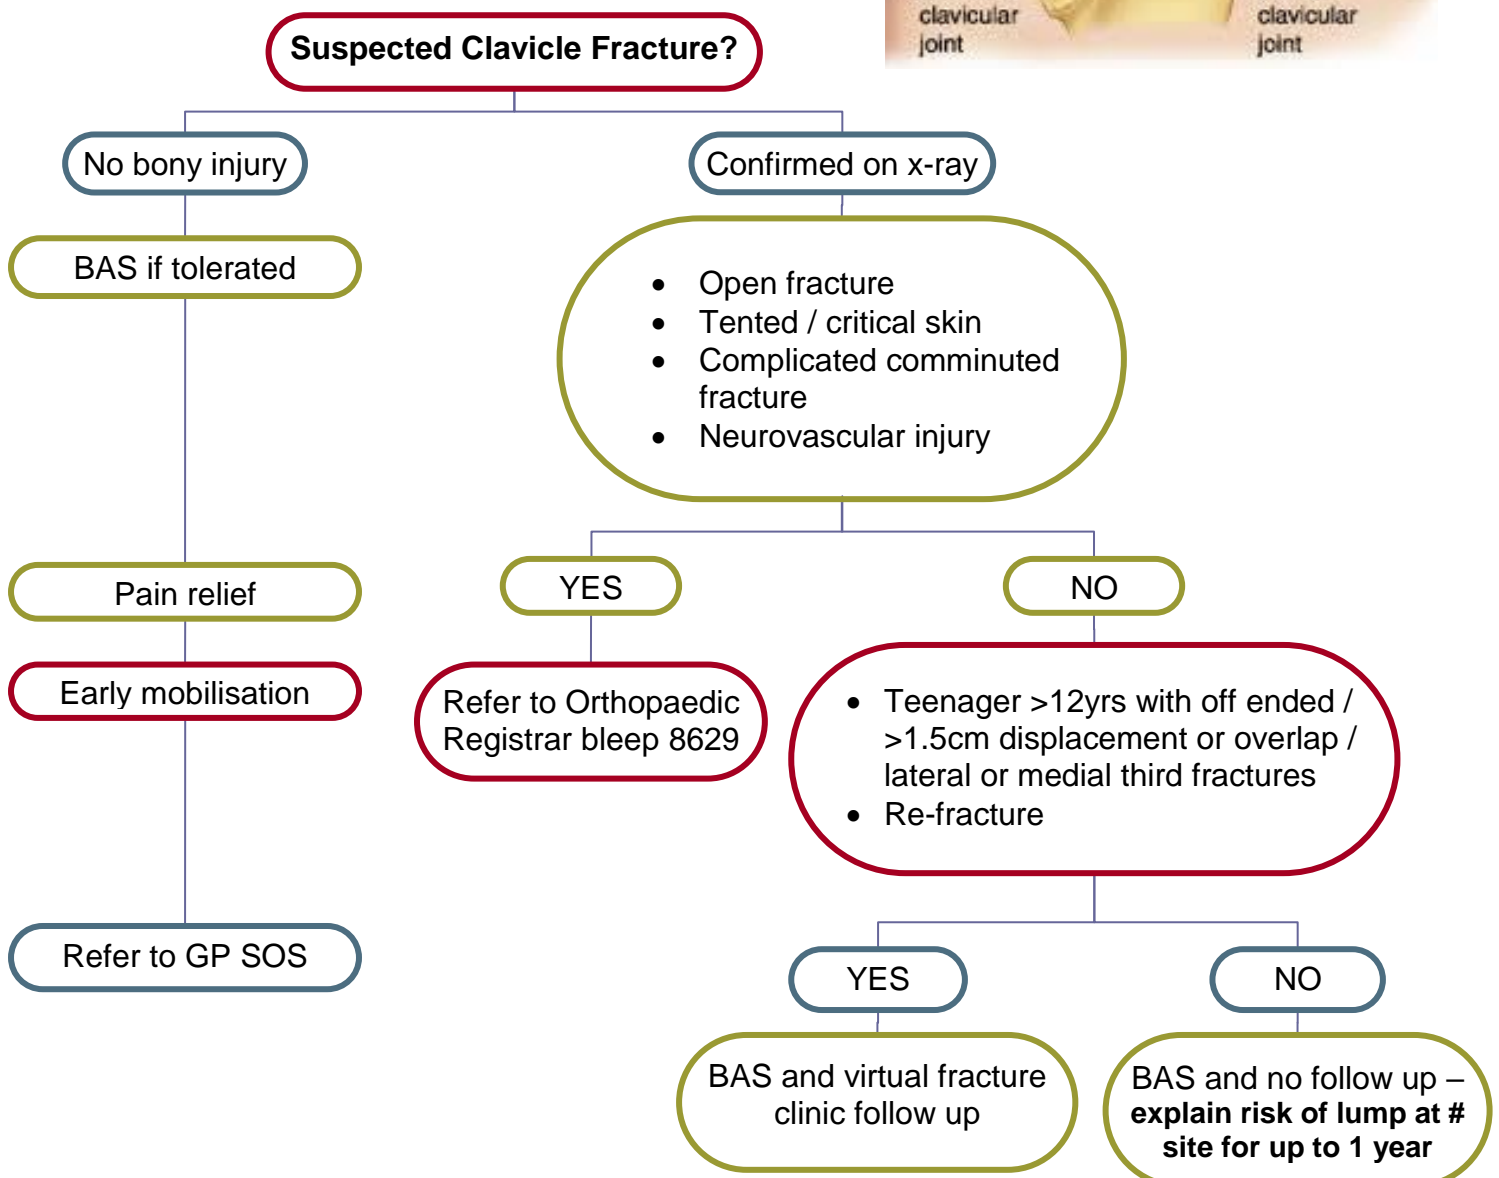 clavicular
joint
clavicular
joint
Suspected Clavicle Fracture?
No bony injury
Confirmed on x-ray
BAS if tolerated
• Open fracture
• Tented / critical skin
• Complicated comminuted
fracture
• Neurovascular injury
Pain relief
YES
NO
Early mobilisation
Refer to Orthopaedic
Registrar bleep 8629
• Teenager >12yrs with off ended /
>1.5cm displacement or overlap /
lateral or medial third fractures
• Re-fracture
Refer to GP SOS
YES
NO
BAS and virtual fracture
clinic follow up
BAS and no follow up –
explain risk of lump at #
site for up to 1 year